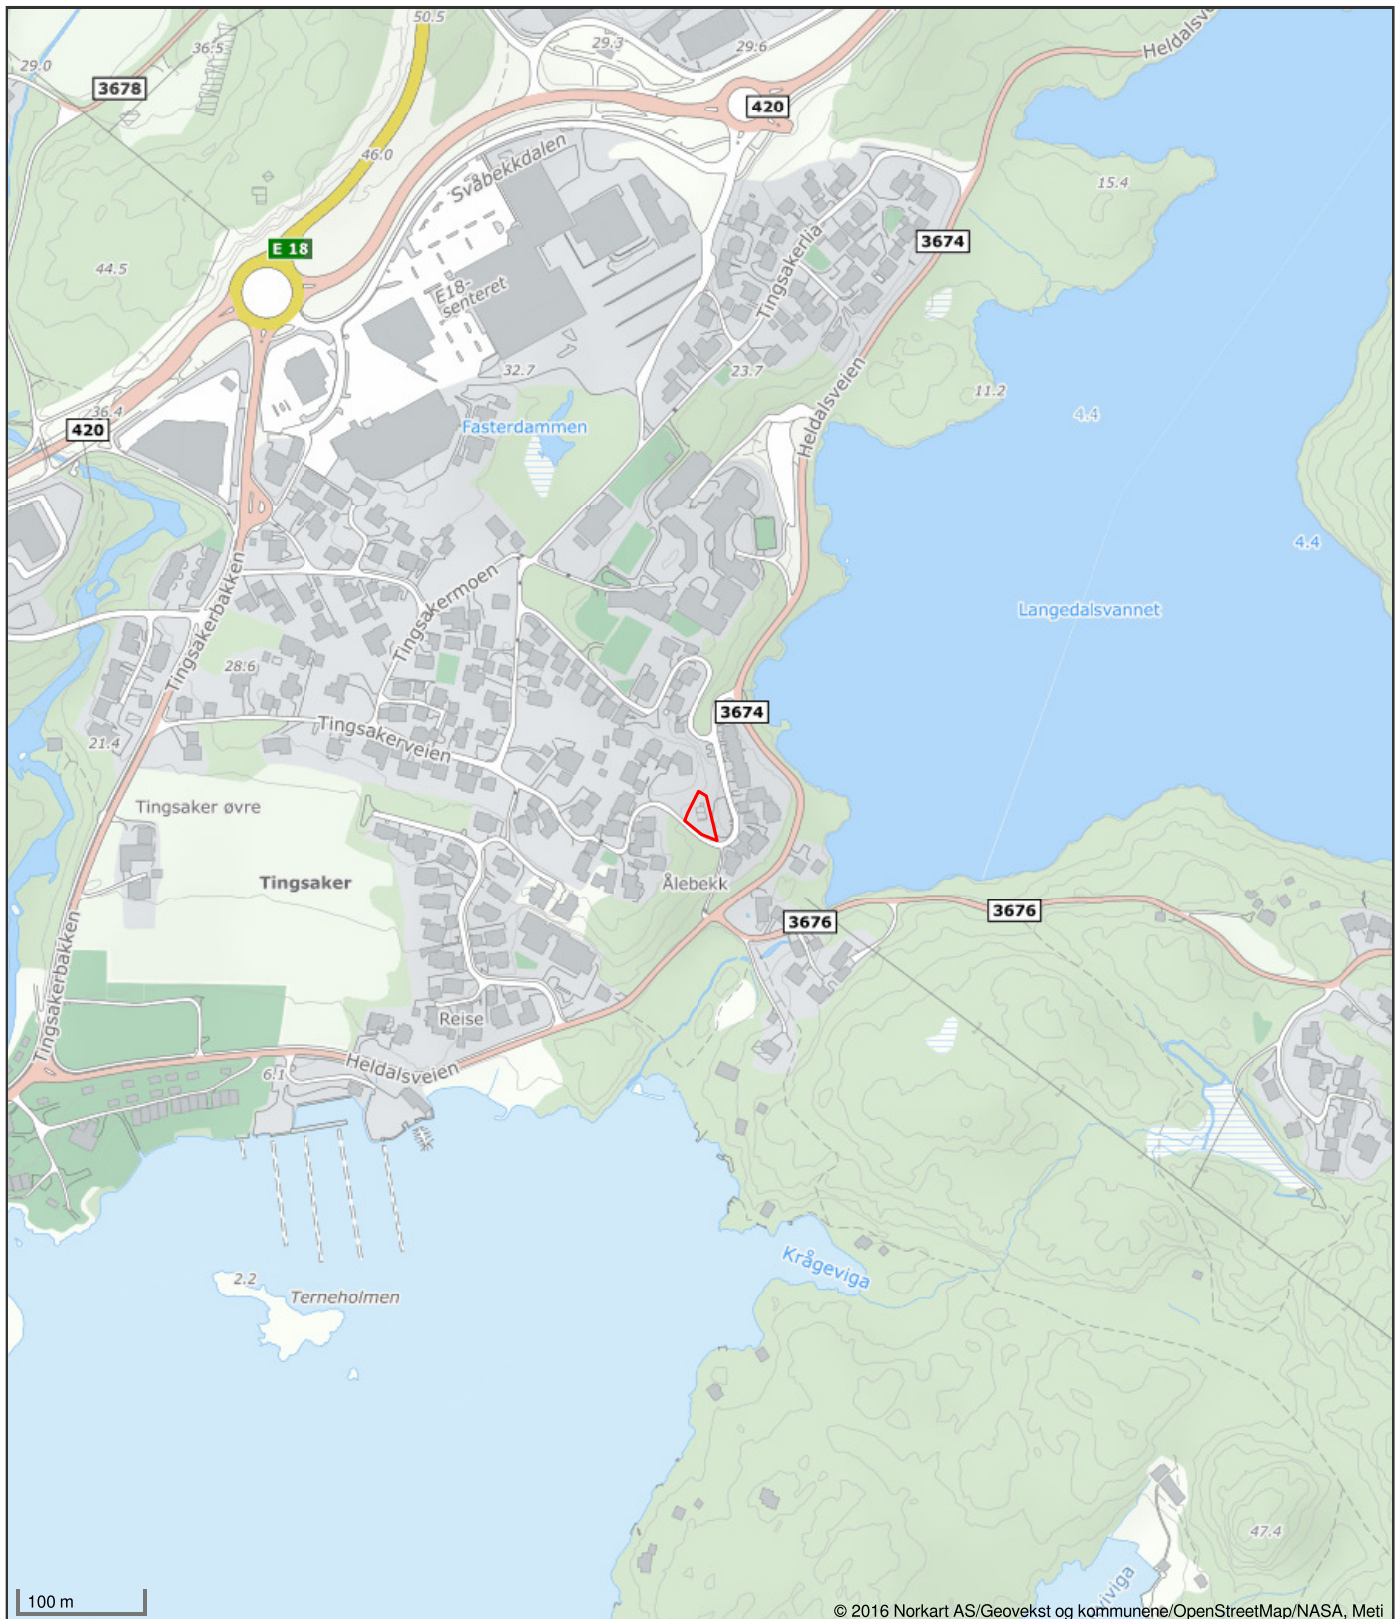 50.5
29.3
29.6
36.5
29.0
3678
Heldalsve
420
46.0
Svåbekkdalen
15.4
E 18
3674
44.5
Tingsakerlia
E18-
senteret
32.7
23.7
11.2
4.4
36.4
420
Fasterdammen
Heldalsveien
4.4
Tingsakerbakken
Tingsakermoen
Langedalsvannet
28.6
3674
Tingsakerveien
21.4
Tingsaker øvre
Tingsaker
Ålebekk
3676
3676
Tingsakerbakken
Reise
Heldalsveien
6.1
Krågeviga
2.2
Terneholmen
47.4
viviga
100 m
© 2016 Norkart AS/Geovekst og kommunene/OpenStreetMap/NASA, Meti